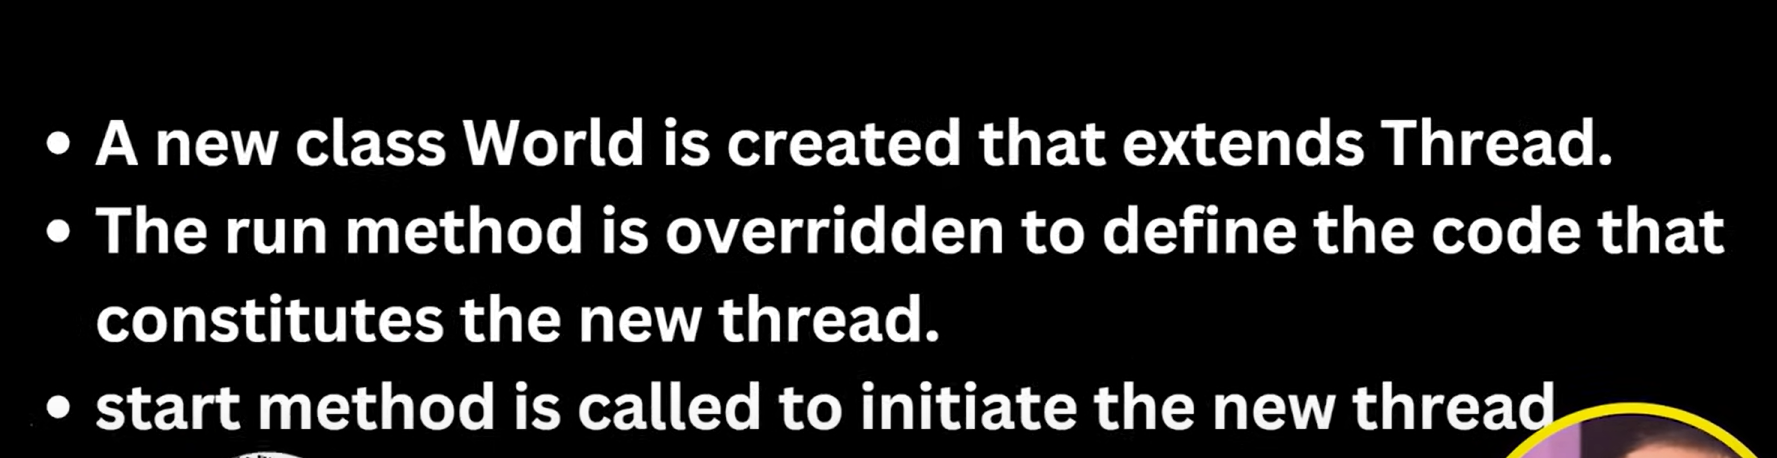 • A new class World is created that extends Thread.
• The run method is overridden to define the code that
constitutes the new thread.
• start method is called to initiate the new thread